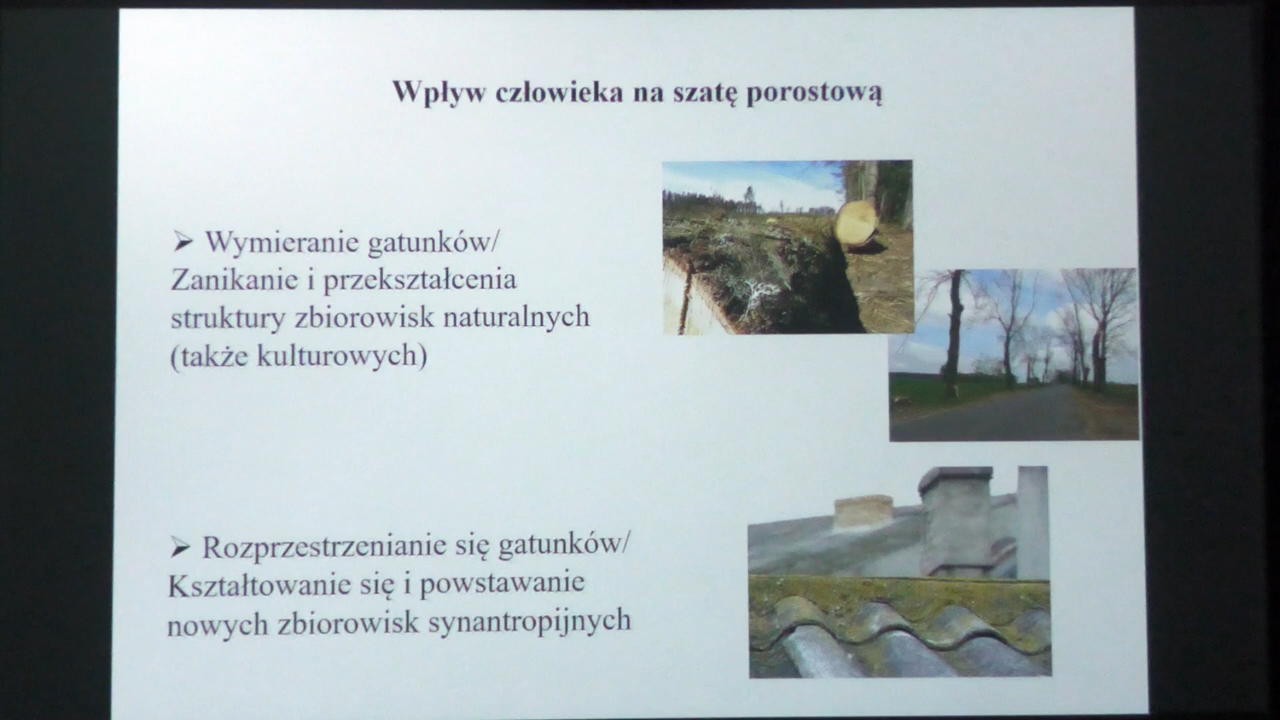 Wpływ człowieka na szatę porostową
➢ Wymieranie gatunków/
Zanikanie i przekształcenia
struktury zbiorowisk naturalnych
(także kulturowych)
➢ Rozprzestrzenianie się gatunków/
Kształtowanie się i powstawanie
nowych zbiorowisk synantropijnych